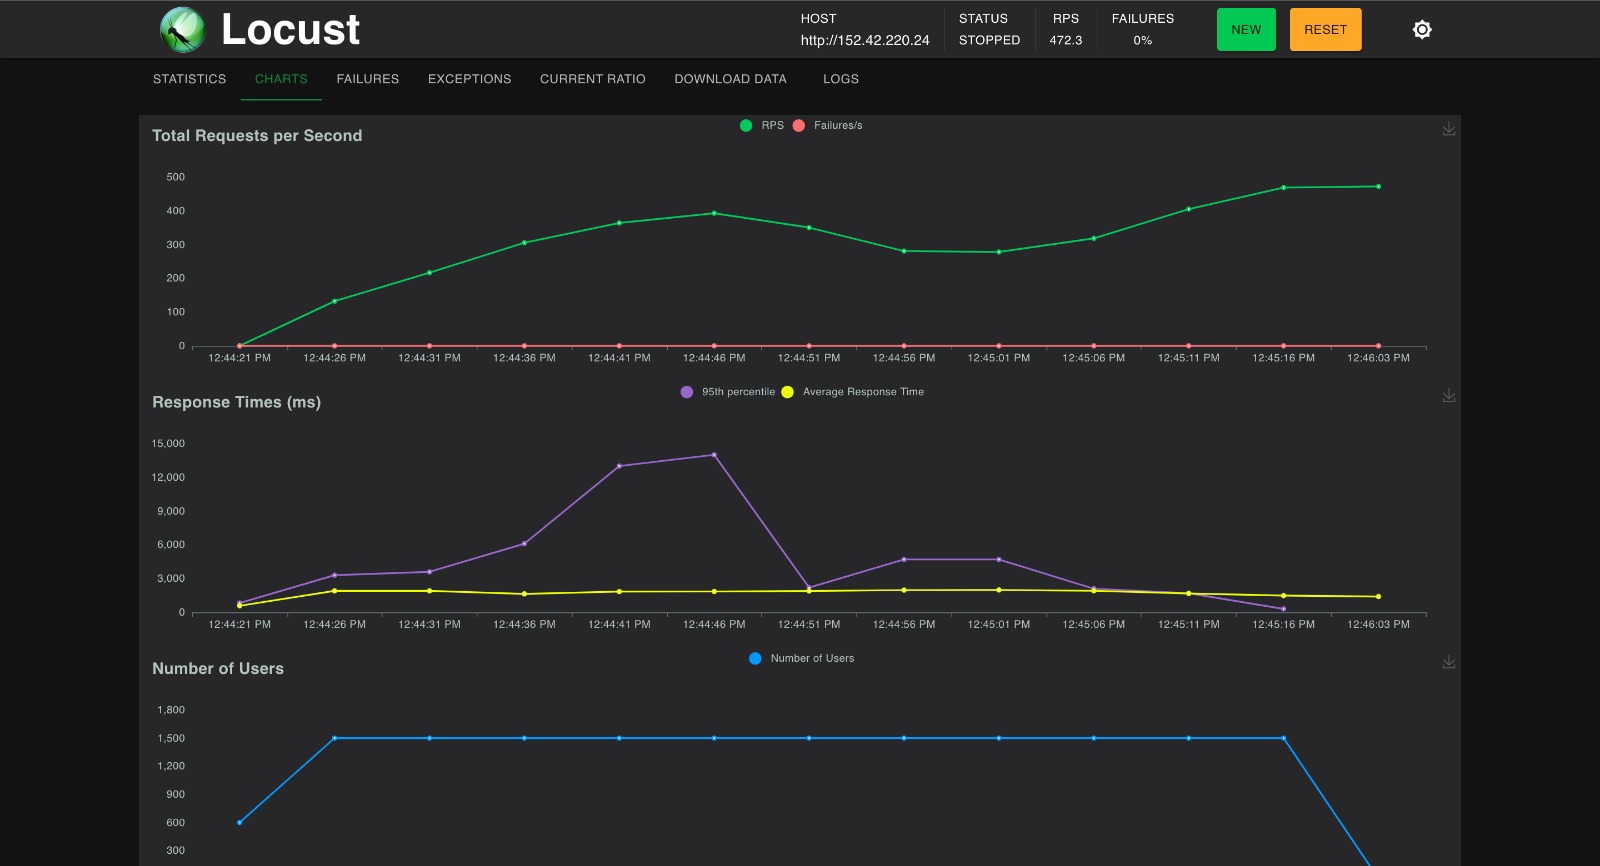 Locust
HOST
http://152.42.220.24
STATUS
STOPPED
RPS
472.3
FAILURES
0%
NEW
RESET
STATISTICS CHARTS FAILURES EXCEPTIONS CURRENT RATIO DOWNLOAD DATA LOGS
Total Requests per Second
RPS Failures/s
500
400
300
200
100
0
12:44:21 PM 12:44:26 PM 12:44:31 PM 12:44:36 PM 12:44:41 PM 12:44:46 PM 12:44:51 PM 12:44:56 PM 12:45:01 PM 12:45:06 PM 12:45:11 PM 12:45:16 PM 12:46:03 PM
Response Times (ms)
95th percentile Average Response Time
15,000
12,000
9,000
6,000
3,000
0
12:44:21 PM 12:44:26 PM 12:44:31 PM 12:44:36 PM 12:44:41 PM 12:44:46 PM 12:44:51 PM 12:44:56 PM 12:45:01 PM 12:45:06 PM 12:45:11 PM 12:45:16 PM 12:46:03 PM
Number of Users
Number of Users
1,800
1,500
1,200
900
600
300